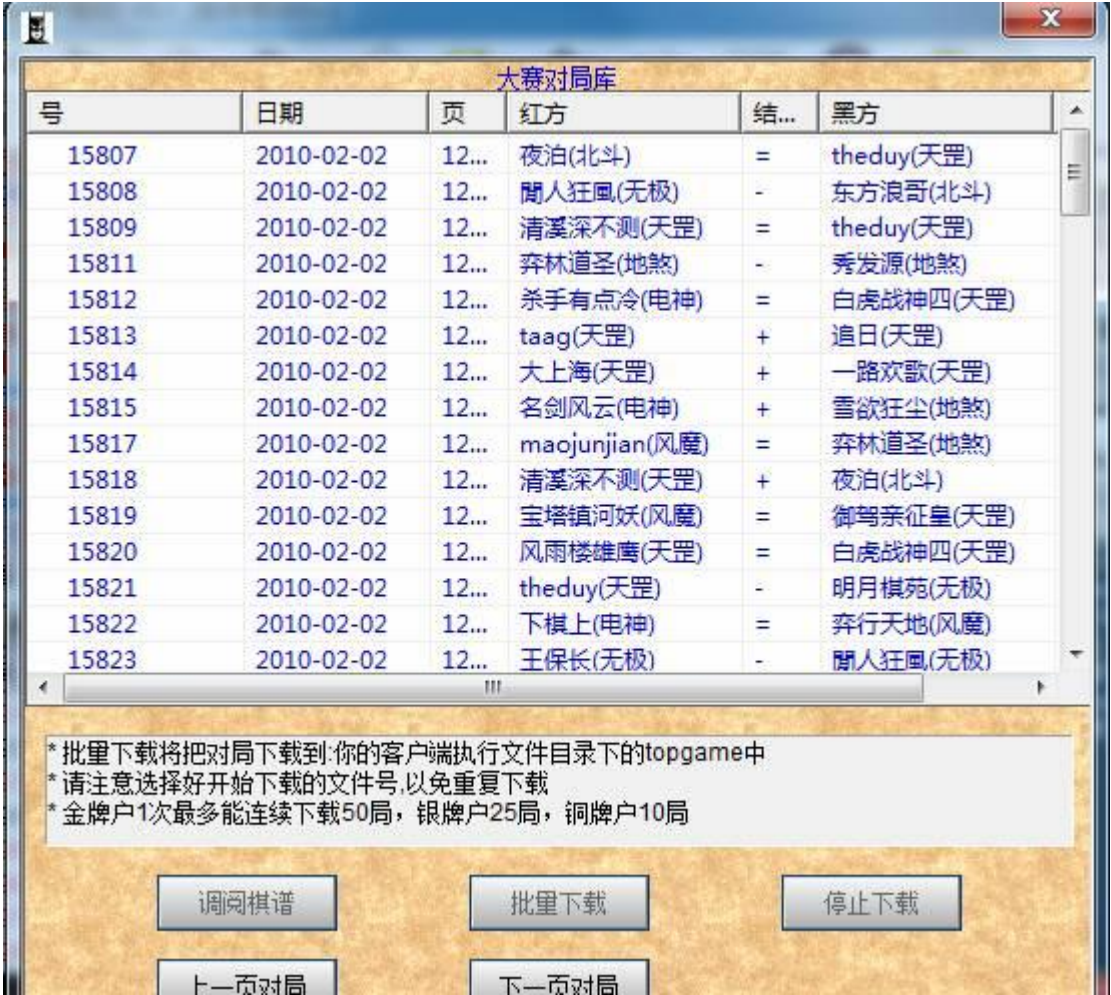 大赛对局库
号 日期 页 红方 结... 黑方
15807 2010-02-02 12... 夜泊(北斗) = theduy(天罡)
15808 2010-02-02 12... 聞人狂風(无极) - 东方浪哥(北斗)
15809 2010-02-02 12... 清溪深不测(天罡) = theduy(天罡)
15811 2010-02-02 12... 弈林道圣(地煞) - 秀发源(地煞)
15812 2010-02-02 12... 杀手有点冷(电神) = 白虎战神四(天罡)
15813 2010-02-02 12... taag(天罡) + 追日(天罡)
15814 2010-02-02 12... 大上海(天罡) + 一路欢歌(天罡)
15815 2010-02-02 12... 名剑风云(电神) + 雪欲狂尘(地煞)
15817 2010-02-02 12... maojunjian(风魔) = 弈林道圣(地煞)
15818 2010-02-02 12... 清溪深不测(天罡) + 夜泊(北斗)
15819 2010-02-02 12... 宝塔镇河妖(风魔) = 御驾亲征皇(天罡)
15820 2010-02-02 12... 风雨楼雄鹰(天罡) = 白虎战神四(天罡)
15821 2010-02-02 12... theduy(天罡) - 明月棋苑(无极)
15822 2010-02-02 12... 下棋上(电神) = 弈行天地(风魔)
15823 2010-02-02 12... 王保长(无极) - 聞人狂風(无极)
* 批量下载将把对局下载到:你的客户端执行文件目录下的topgame中
* 请注意选择好开始下载的文件号,以免重复下载
* 金牌户1次最多能连续下载50局，银牌户25局，铜牌户10局
调阅棋谱 批量下载 停止下载
上一页对局 下一页对局